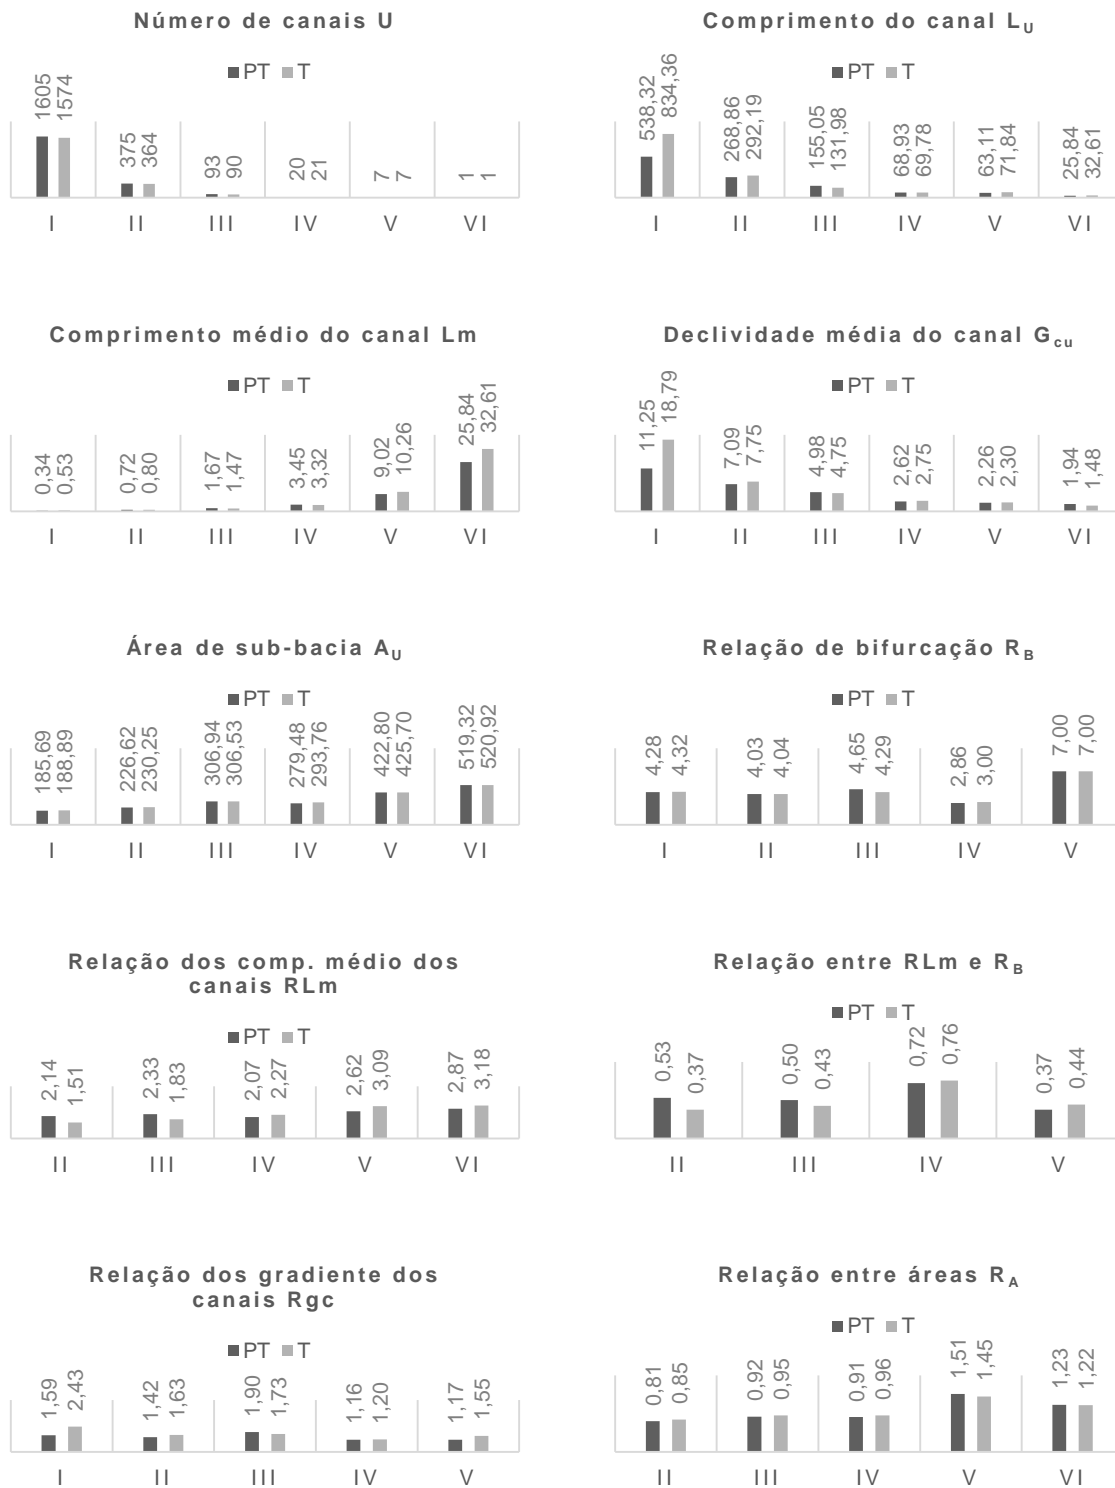 Número de canais U
PT T
1605 1574 375 364 93 90 20 21 7 7 1 1
I II III IV V VI
Comprimento do canal LU
PT T
538,32 834,36 268,86 292,19 155,05 131,98 68,93 69,78 63,11 71,84 25,84 32,61
I II III IV V VI
Comprimento médio do canal Lm
PT T
0,34 0,53 0,72 0,80 1,67 1,47 3,45 3,32 9,02 10,26 25,84 32,61
I II III IV V VI
Declividade média do canal Gcu
PT T
11,25 18,79 7,09 7,75 4,98 4,75 2,62 2,75 2,26 2,30 1,94 1,48
I II III IV V VI
Área de sub-bacia AU
PT T
185,69 188,89 226,62 230,25 306,94 306,53 279,48 293,76 422,80 425,70 519,32 520,92
I II III IV V VI
Relação de bifurcação RB
PT T
4,28 4,32 4,03 4,04 4,65 4,29 2,86 3,00 7,00 7,00
I II III IV V
Relação dos comp. médio dos
canais RLm
PT T
2,14 1,51 2,33 1,83 2,07 2,27 2,62 3,09 2,87 3,18
II III IV V VI
Relação entre RLm e RB
PT T
0,53 0,37 0,50 0,43 0,72 0,76 0,37 0,44
II III IV V
Relação dos gradiente dos
canais Rgc
PT T
1,59 2,43 1,42 1,63 1,90 1,73 1,16 1,20 1,17 1,55
I II III IV V
Relação entre áreas RA
PT T
0,81 0,85 0,92 0,95 0,91 0,96 1,51 1,45 1,23 1,22
II III IV V VI